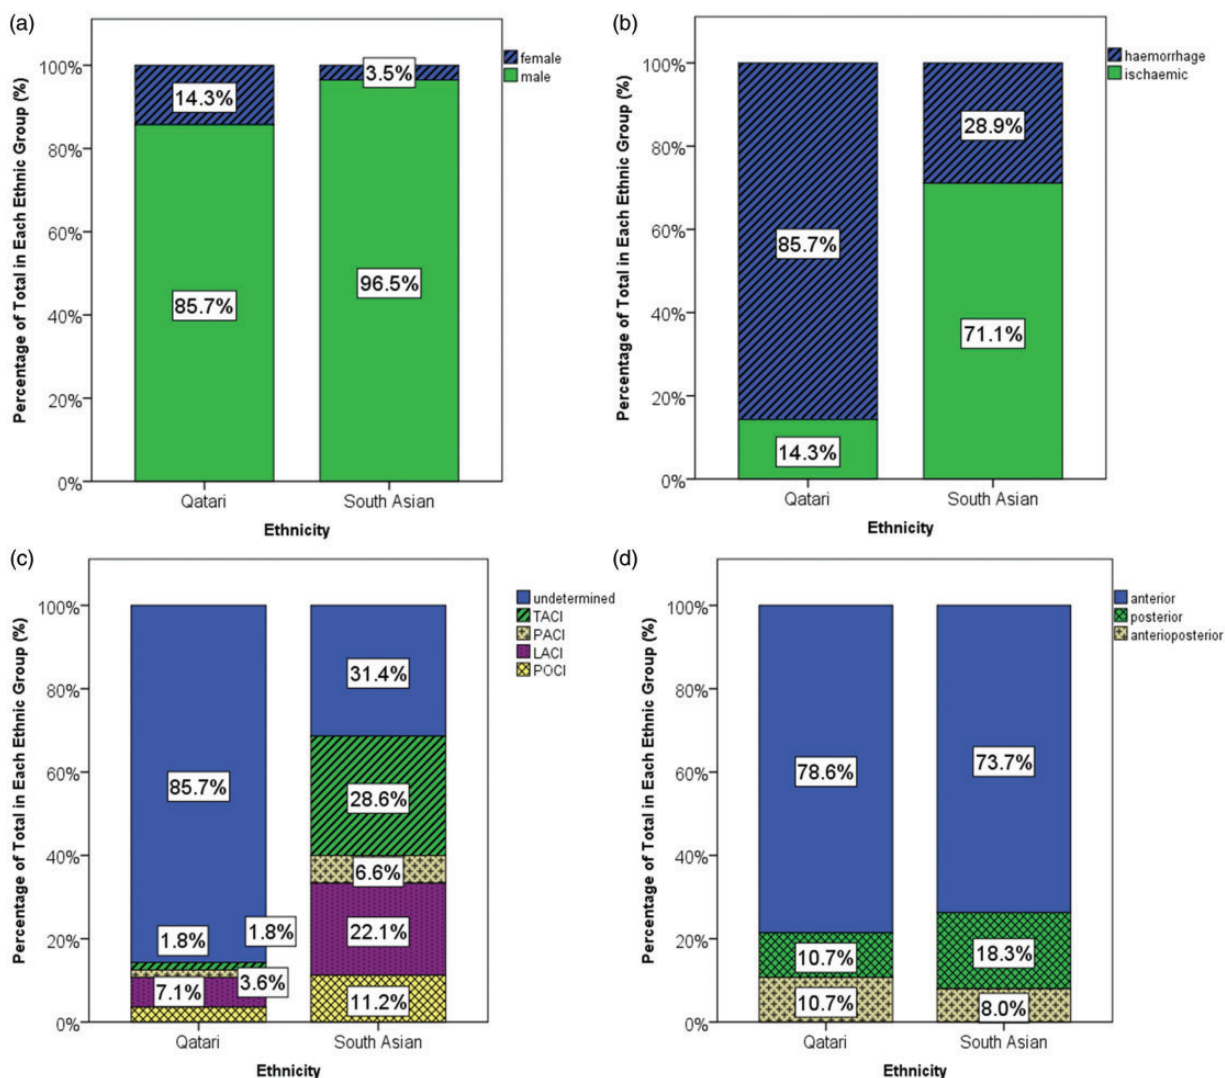 (a)
female
male
Percentage of Total in Each Ethnic Group (%)
100%
80%
60%
40%
20%
0%
14.3%
85.7%
3.5%
96.5%
Qatari
South Asian
Ethnicity
(b)
haemorrhage
ischaemic
Percentage of Total in Each Ethnic Group (%)
100%
80%
60%
40%
20%
0%
85.7%
14.3%
28.9%
71.1%
Qatari
South Asian
Ethnicity
(c)
undetermined
TACI
PACI
LACI
POCI
Percentage of Total in Each Ethnic Group (%)
100%
80%
60%
40%
20%
0%
85.7%
1.8%
1.8%
7.1%
3.6%
31.4%
28.6%
6.6%
22.1%
11.2%
Qatari
South Asian
Ethnicity
(d)
anterior
posterior
anterioposterior
Percentage of Total in Each Ethnic Group (%)
100%
80%
60%
40%
20%
0%
78.6%
10.7%
10.7%
73.7%
18.3%
8.0%
Qatari
South Asian
Ethnicity